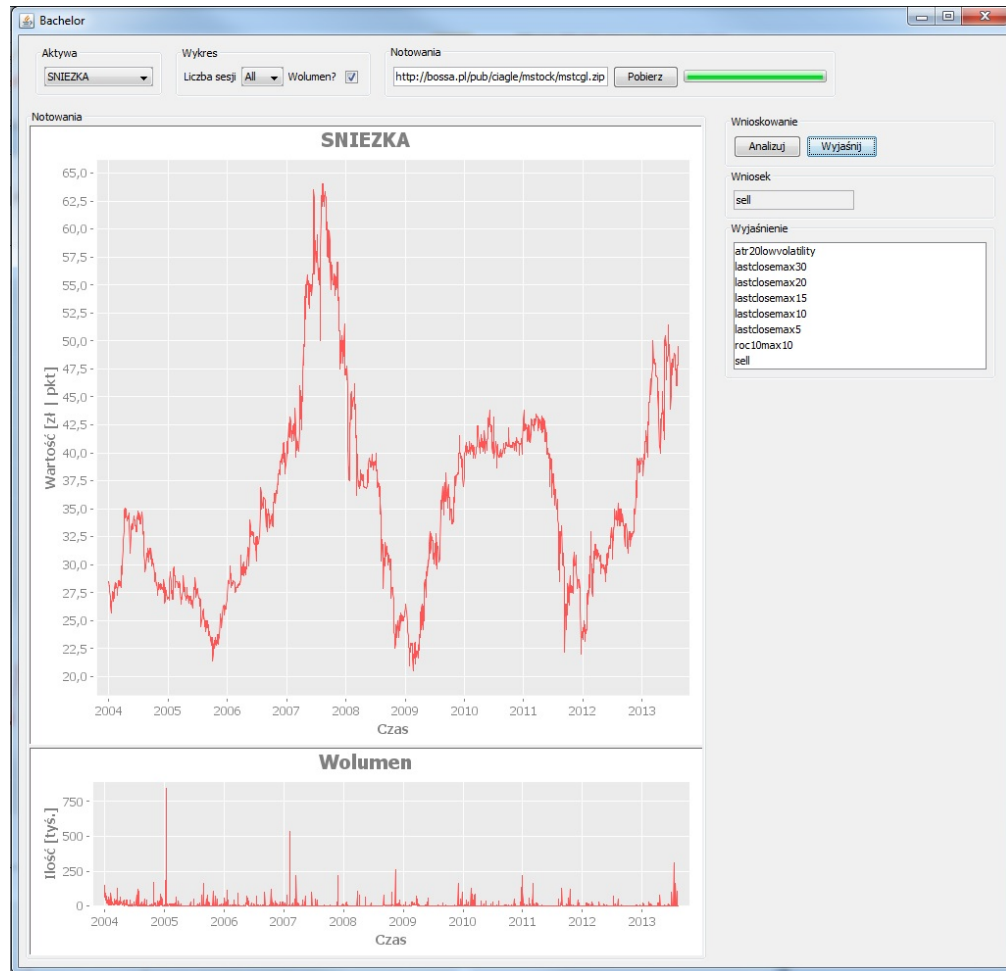 Bachelor
Aktywa
SNIEZKA
Wykres
Liczba sesji All Wolumen?
Notowania
http://bossa.pl/pub/ciagle/mstock/mstcgl.zip Pobierz
Notowania
SNIEZKA
65,0
62,5
60,0
57,5
55,0
52,5
50,0
47,5
45,0
42,5
40,0
37,5
35,0
32,5
30,0
27,5
25,0
22,5
20,0
Wartość [zł | pkt]
2004 2005 2006 2007 2008 2009 2010 2011 2012 2013
Czas
Wolumen
750
500
250
0
Ilość [tyś.]
2004 2005 2006 2007 2008 2009 2010 2011 2012 2013
Czas
Wnioskowanie
Analizuj Wyjaśnij
Wniosek
sell
Wyjaśnienie
atr20lowvolatility
lastclosemax30
lastclosemax20
lastclosemax15
lastclosemax10
lastclosemax5
roc10max10
sell